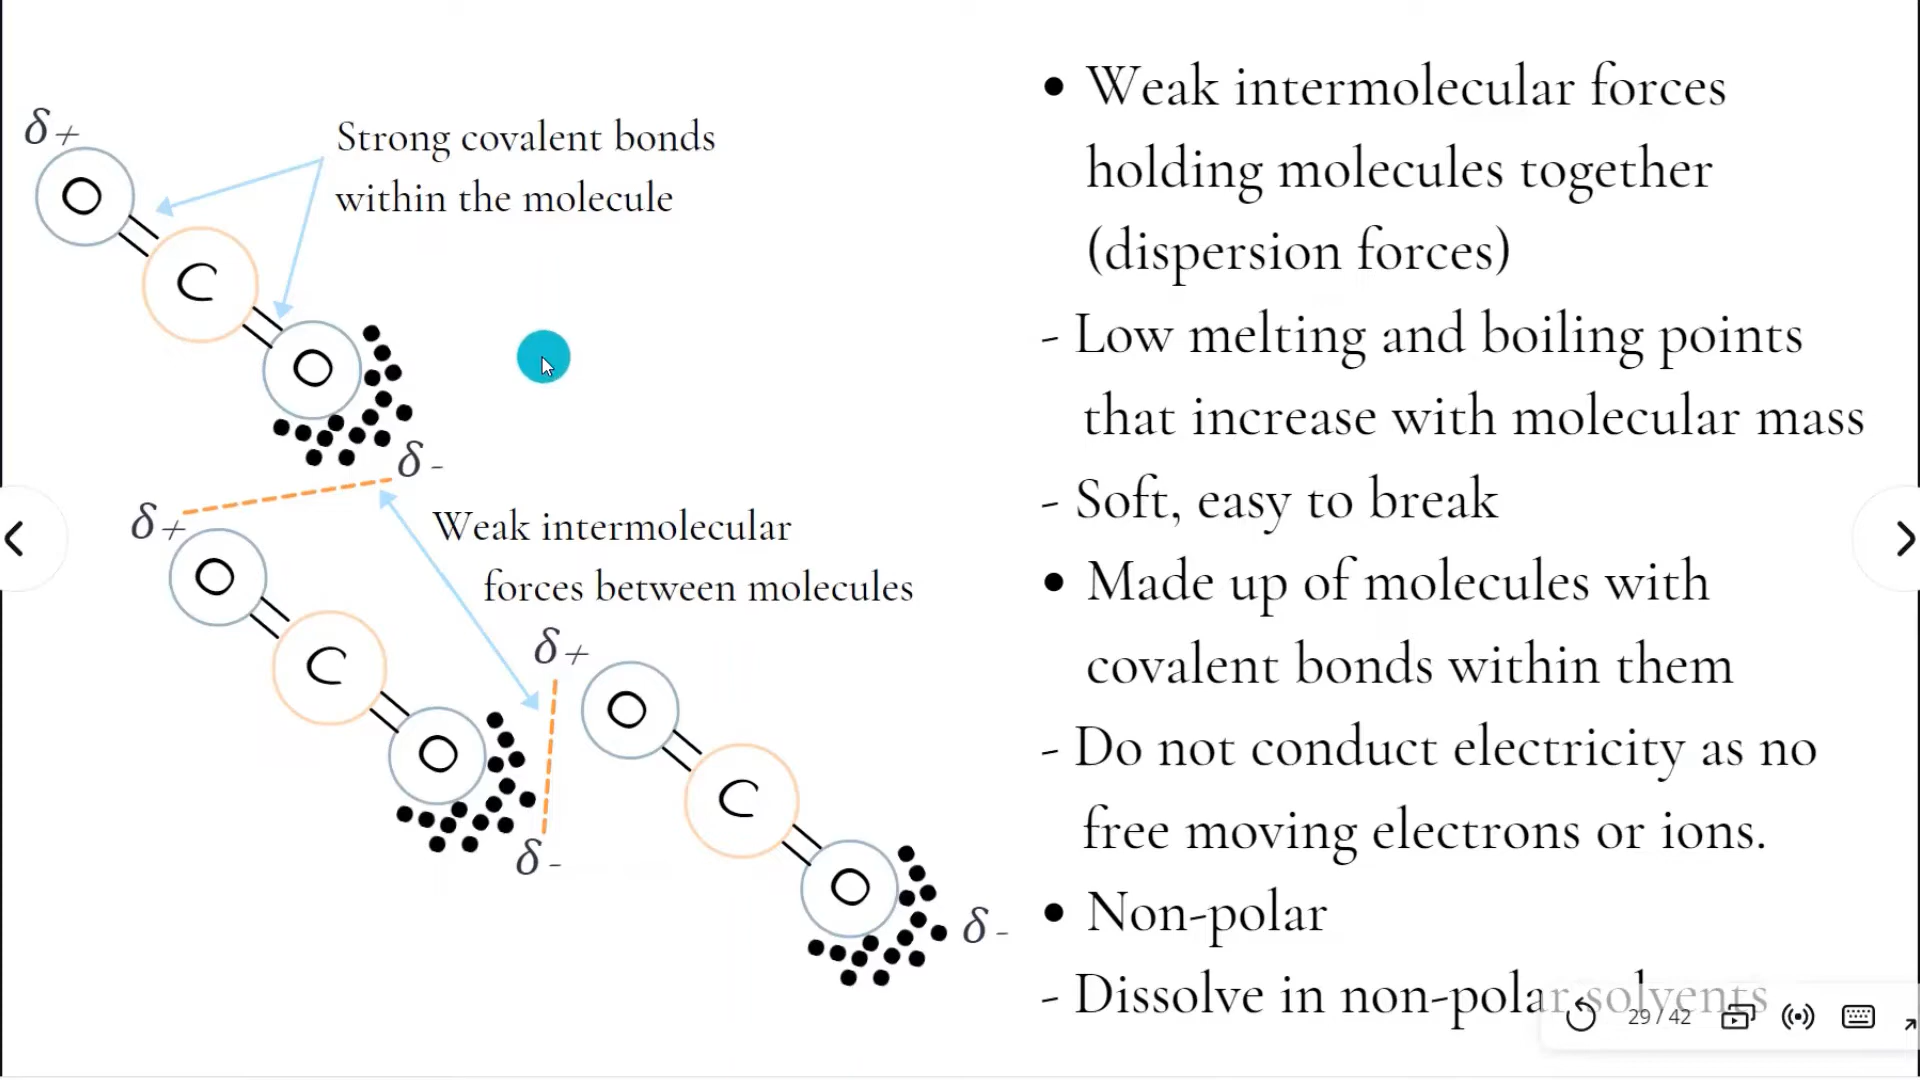 δ+
O
C
O
δ-
Strong covalent bonds
within the molecule
δ+
O
C
O
δ-
Weak intermolecular
forces between molecules
δ+
O
C
O
δ-
• Weak intermolecular forces
holding molecules together
(dispersion forces)
- Low melting and boiling points
that increase with molecular mass
- Soft, easy to break
• Made up of molecules with
covalent bonds within them
- Do not conduct electricity as no
free moving electrons or ions.
• Non-polar
- Dissolve in non-polar solvents
29 / 42